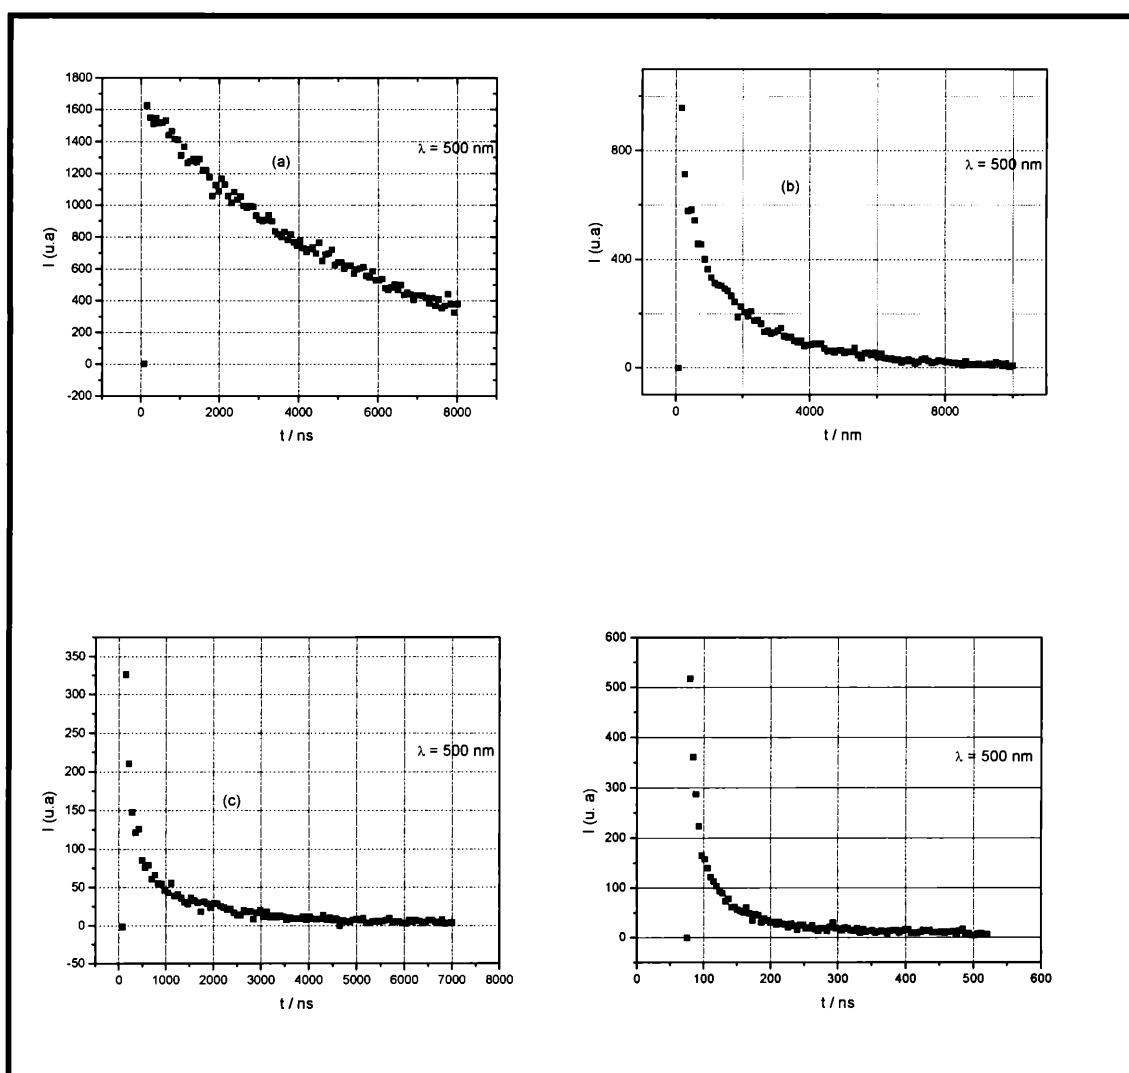 1800
1600
1400
1200
1000
800
600
400
200
0
-200
I (u.a)
(a)
λ = 500 nm
0 2000 4000 6000 8000
t / ns
800
400
0
I (u.a)
(b)
λ = 500 nm
0 4000 8000
t / nm
350
300
250
200
150
100
50
0
-50
I (u.a)
(c)
λ = 500 nm
0 1000 2000 3000 4000 5000 6000 7000 8000
t / ns
600
500
400
300
200
100
0
I (u. a)
λ = 500 nm
0 100 200 300 400 500 600
t / ns